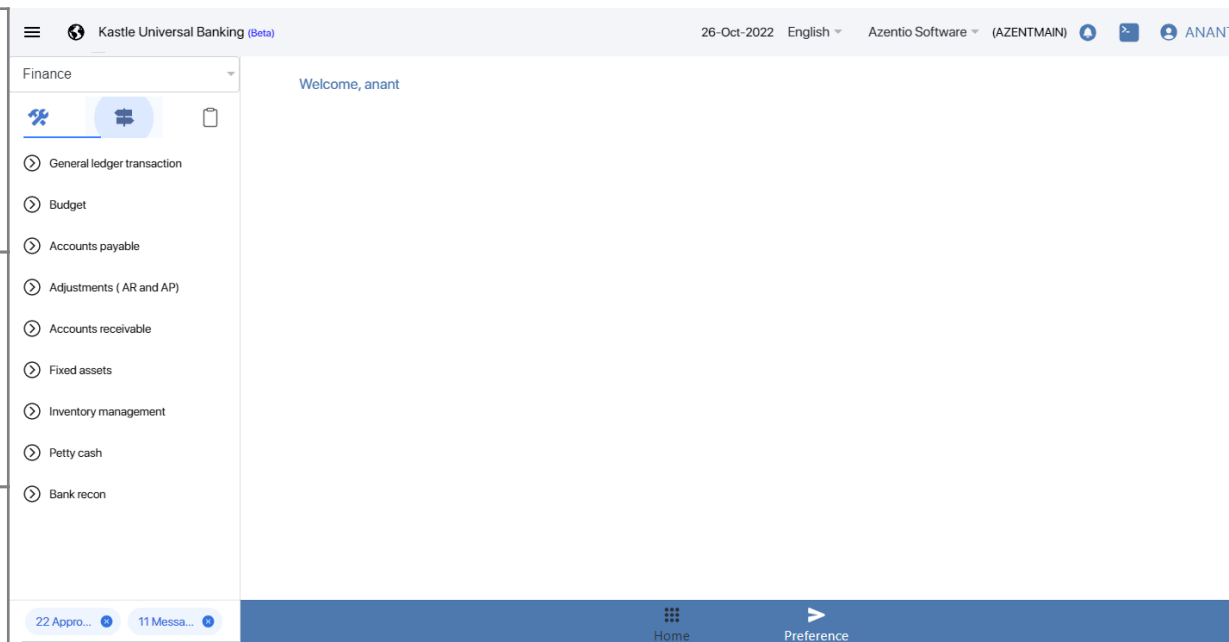 Kastle Universal Banking (Beta) 26-Oct-2022 English Azentio Software (AZENTMAIN) ANANT
Finance
Welcome, anant
General ledger transaction
Budget
Accounts payable
Adjustments ( AR and AP)
Accounts receivable
Fixed assets
Inventory management
Petty cash
Bank recon
22 Appro... 11 Messa...
Home Preference